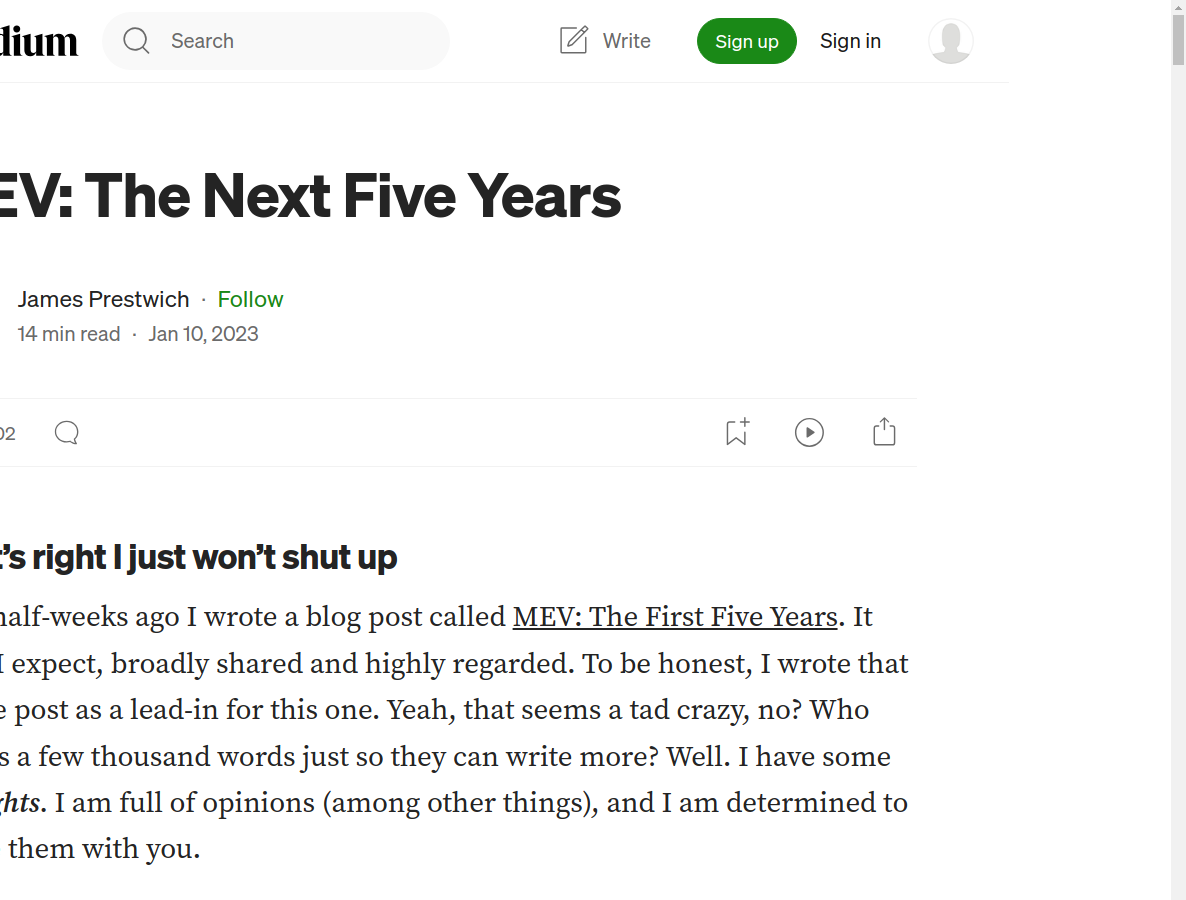 dium Search Write Sign up Sign in
EV: The Next Five Years
James Prestwich · Follow
14 min read · Jan 10, 2023
02
t’s right I just won’t shut up
half-weeks ago I wrote a blog post called MEV: The First Five Years. It
I expect, broadly shared and highly regarded. To be honest, I wrote that
e post as a lead-in for this one. Yeah, that seems a tad crazy, no? Who
s a few thousand words just so they can write more? Well. I have some
ghts. I am full of opinions (among other things), and I am determined to
them with you.